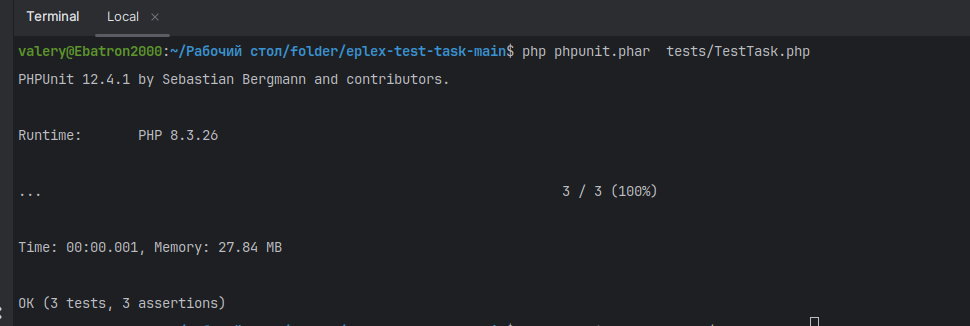 Terminal
Local ×
valery@Ebatron2000:~/Рабочий стол/folder/eplex-test-task-main$ php phpunit.phar  tests/TestTask.php
PHPUnit 12.4.1 by Sebastian Bergmann and contributors.
Runtime:       PHP 8.3.26
...                                                                 3 / 3 (100%)
Time: 00:00.001, Memory: 27.84 MB
OK (3 tests, 3 assertions)